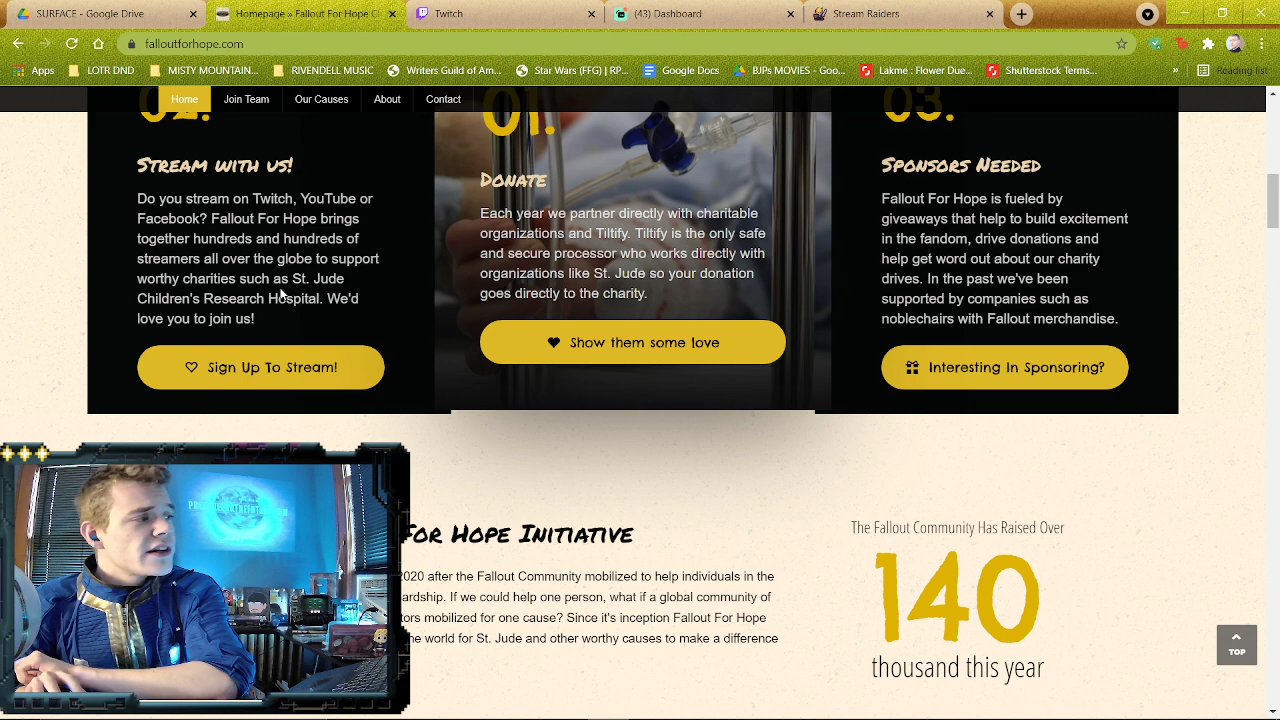 SURFACE - Google Drive
Homepage » Fallout For Hope Ch
Twitch
(43) Dashboard
Stream Raiders
falloutforhope.com
Apps
LOTR DND
MISTY MOUNTAIN...
RIVENDELL MUSIC
Writers Guild of Am...
Star Wars (FFG) | RP...
Google Docs
BJPs MOVIES - Goo...
Lakme : Flower Due...
Shutterstock Terms...
»
Reading list
Home
Join Team
Our Causes
About
Contact
02.
Stream with us!
Do you stream on Twitch, YouTube or
Facebook? Fallout For Hope brings
together hundreds and hundreds of
streamers all over the globe to support
worthy charities such as St. Jude
Children's Research Hospital. We'd
love you to join us!
Sign Up To Stream!
01.
Donate
Each year we partner directly with charitable
organizations and Tiltify. Tiltify is the only safe
and secure processor who works directly with
organizations like St. Jude so your donation
goes directly to the charity.
Show them some love
03.
Sponsors Needed
Fallout For Hope is fueled by
giveaways that help to build excitement
in the fandom, drive donations and
help get word out about our charity
drives. In the past we've been
supported by companies such as
noblechairs with Fallout merchandise.
Interesting In Sponsoring?
For Hope Initiative
2020 after the Fallout Community mobilized to help individuals in the
ardship. If we could help one person, what if a global community of
tors mobilized for one cause? Since it's inception Fallout For Hope
he world for St. Jude and other worthy causes to make a difference
The Fallout Community Has Raised Over
140
thousand this year
TOP